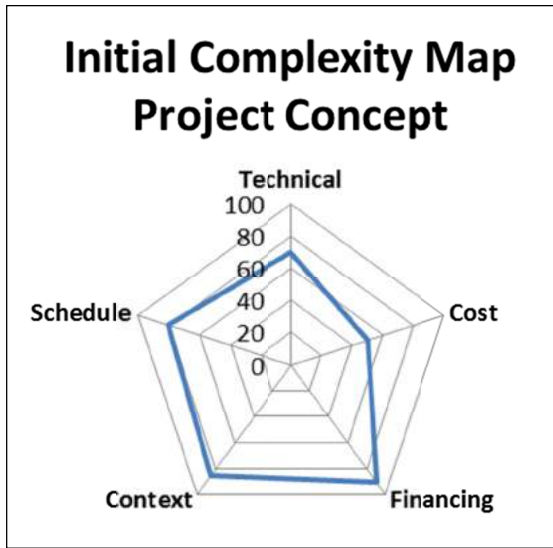 Initial Complexity Map
Project Concept
Technical
100
80
60
40
20
0
Schedule
Cost
Context
Financing